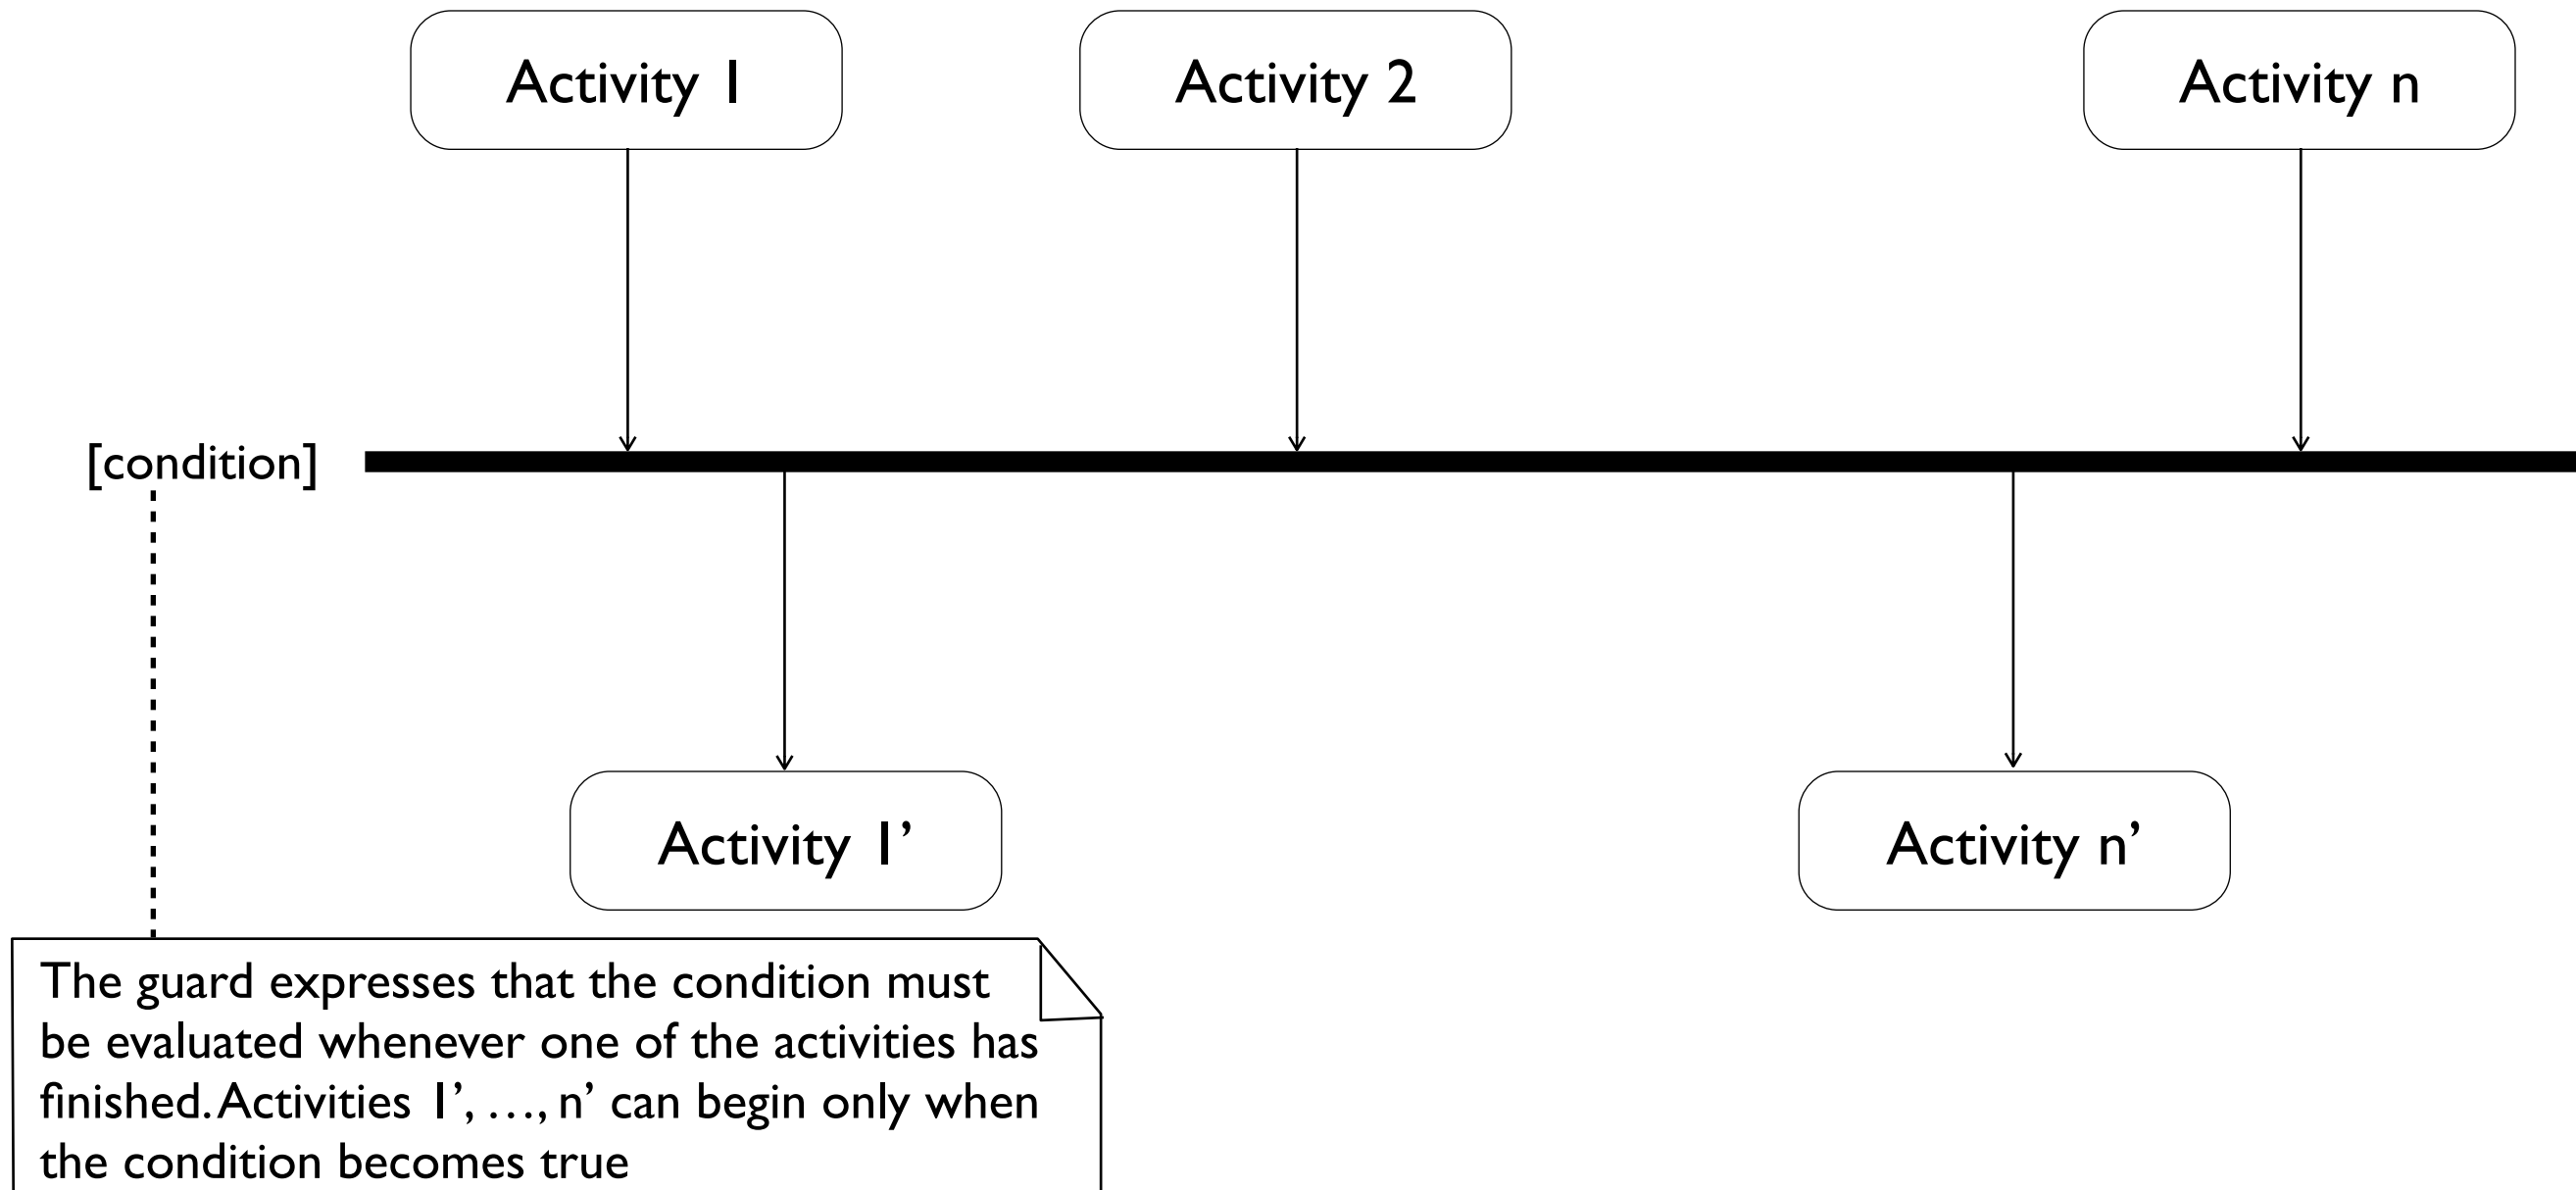 Activity 1
Activity 2
Activity n
[condition]
Activity 1’
Activity n’
The guard expresses that the condition must
be evaluated whenever one of the activities has
finished. Activities 1’, …, n’ can begin only when
the condition becomes true